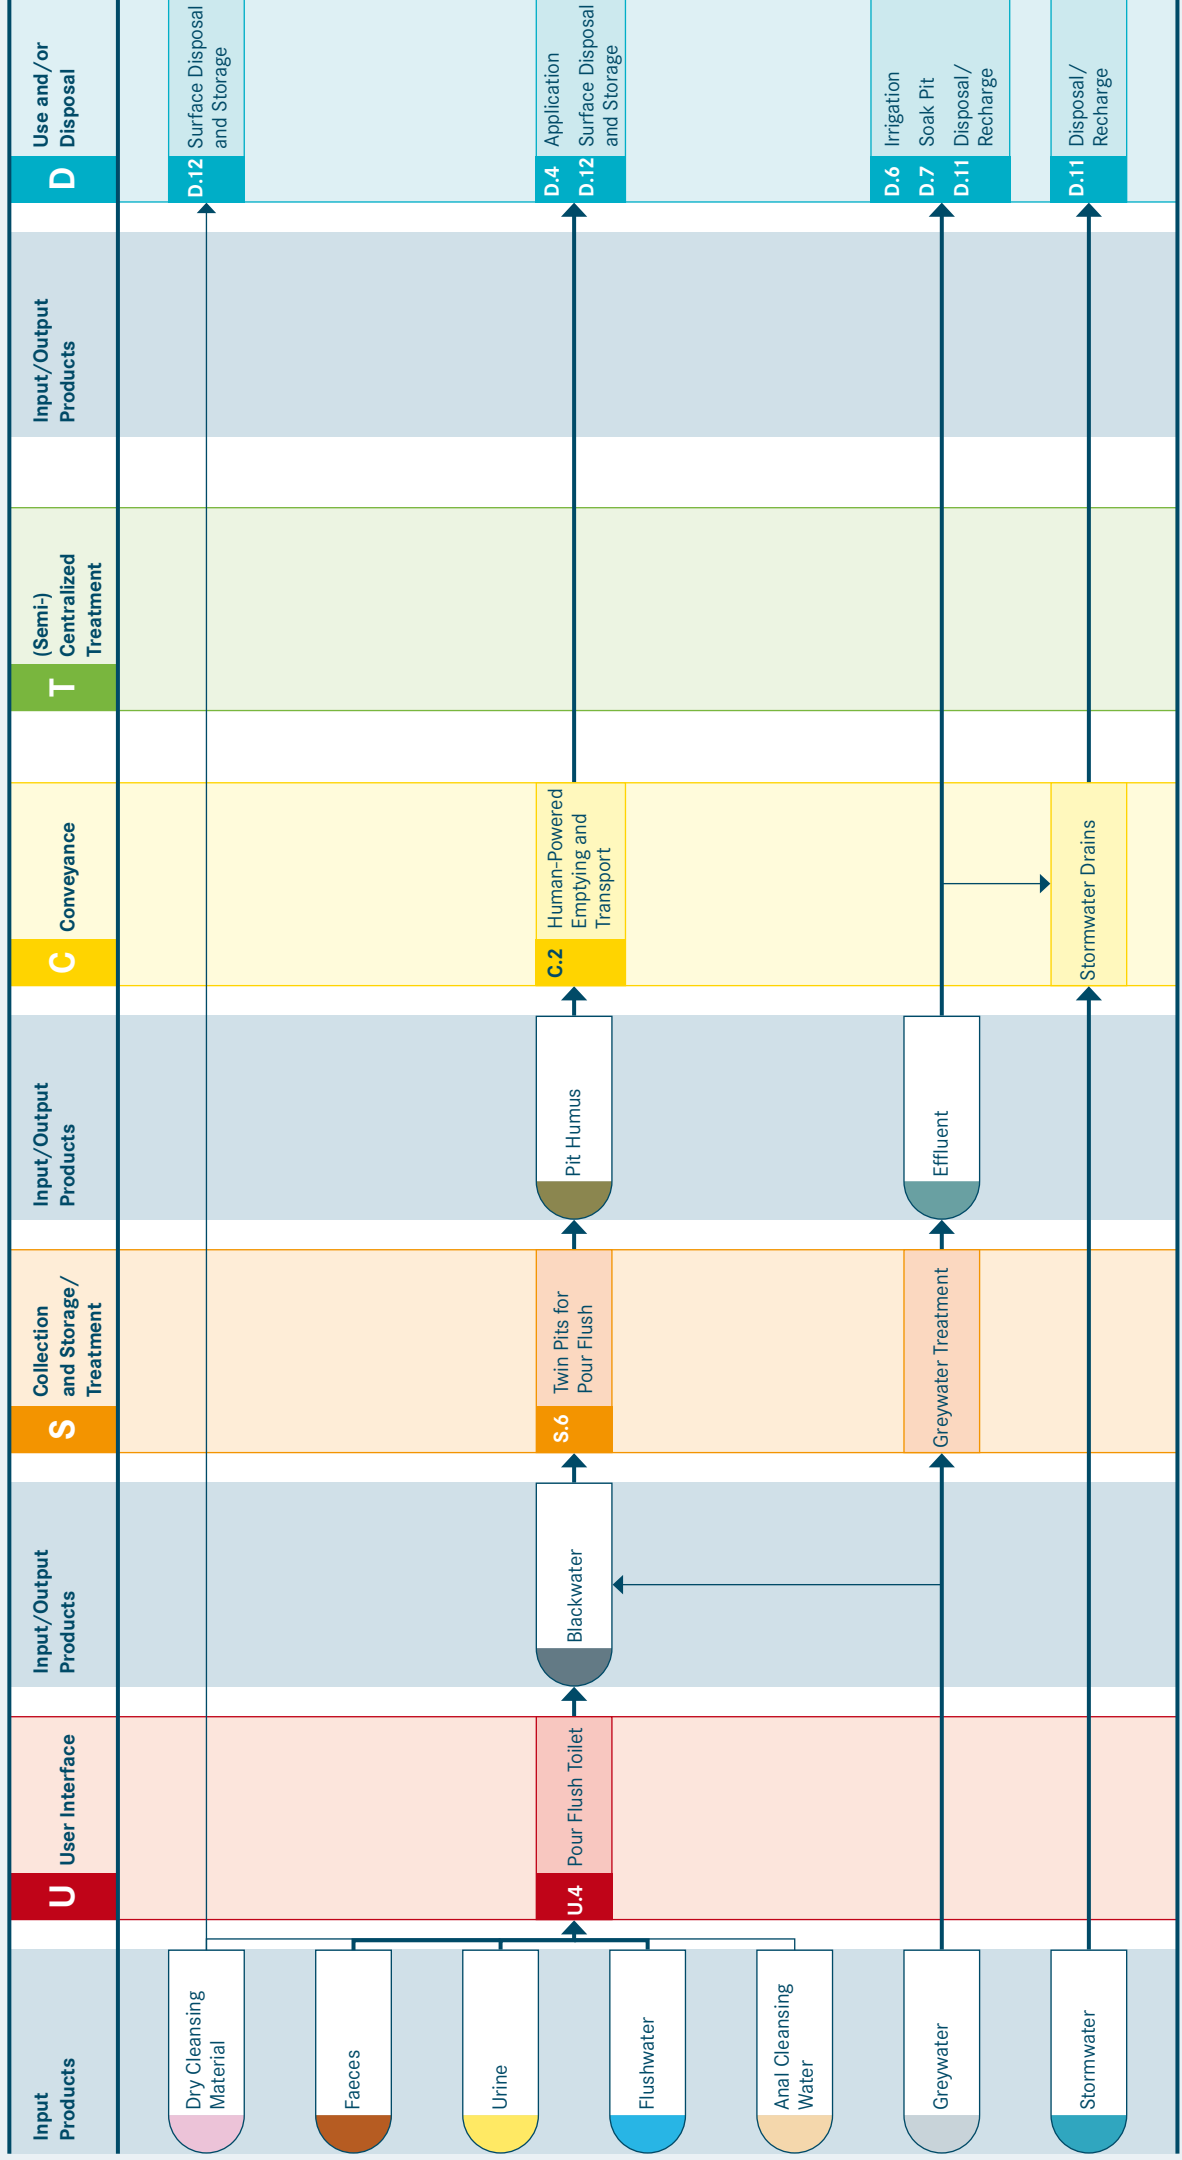 Input
Products
U
User Interface
Input/Output
Products
S
Collection
and Storage/
Treatment
Input/Output
Products
C
Conveyance
T
(Semi-)
Centralized
Treatment
Input/Output
Products
D
Use and/or
Disposal
Dry Cleansing
Material
D.12
Surface Disposal
and Storage
Faeces
Urine
Flushwater
Anal Cleansing
Water
U.4
Pour Flush Toilet
Blackwater
S.6
Twin Pits for
Pour Flush
Pit Humus
C.2
Human-Powered
Emptying and
Transport
D.4
Application
D.12
Surface Disposal
and Storage
Greywater
Greywater Treatment
Effluent
D.6
Irrigation
D.7
Soak Pit
D.11
Disposal/
Recharge
Stormwater
Stormwater Drains
D.11
Disposal/
Recharge